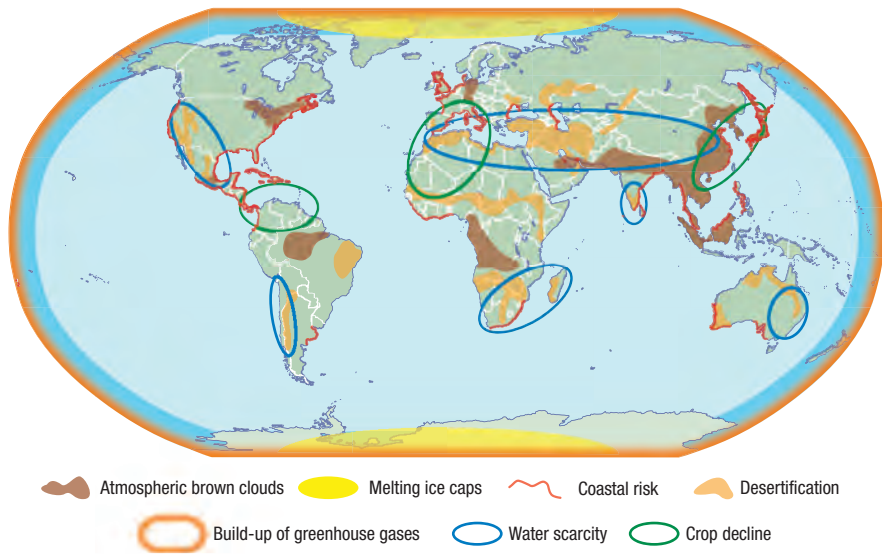 Atmospheric brown clouds Melting ice caps Coastal risk Desertification
Build-up of greenhouse gases Water scarcity Crop decline